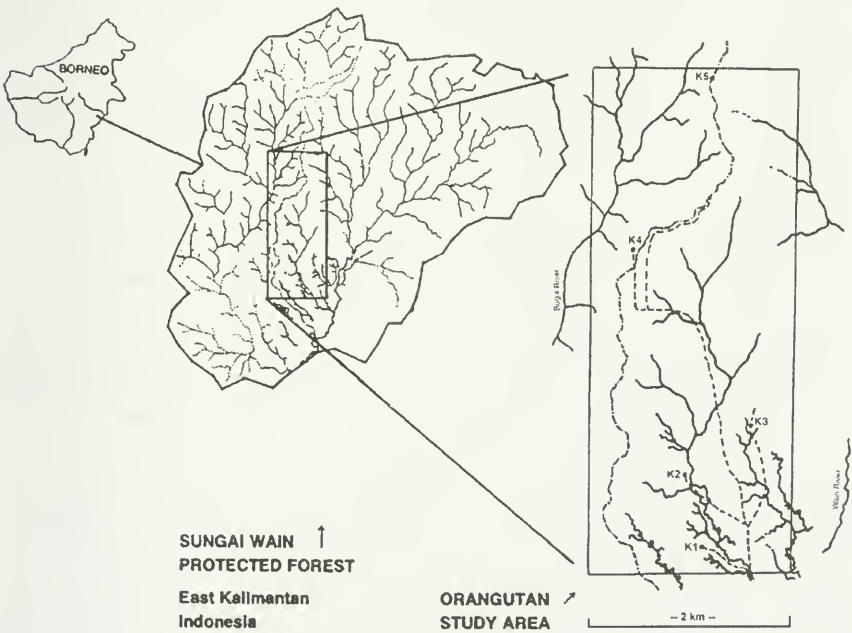 BORNEO
K5
K4
Bugis River
K3
K2
Wain River
K1
SUNGAI WAIN
PROTECTED FOREST
East Kalimantan
Indonesia
ORANGUTAN
STUDY AREA
-- 2 km --